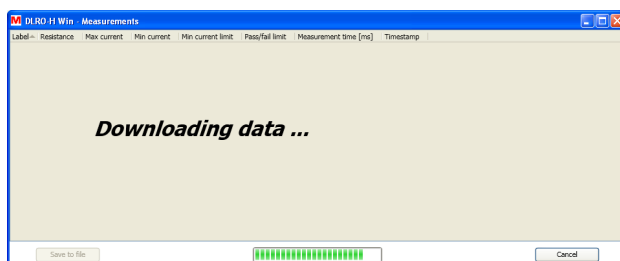 M DLRO-H Win - Measurements
Label Resistance Max current Min current Min current limit Pass/fail limit Measurement time [ms] Timestamp
Downloading data ...
Save to file Cancel